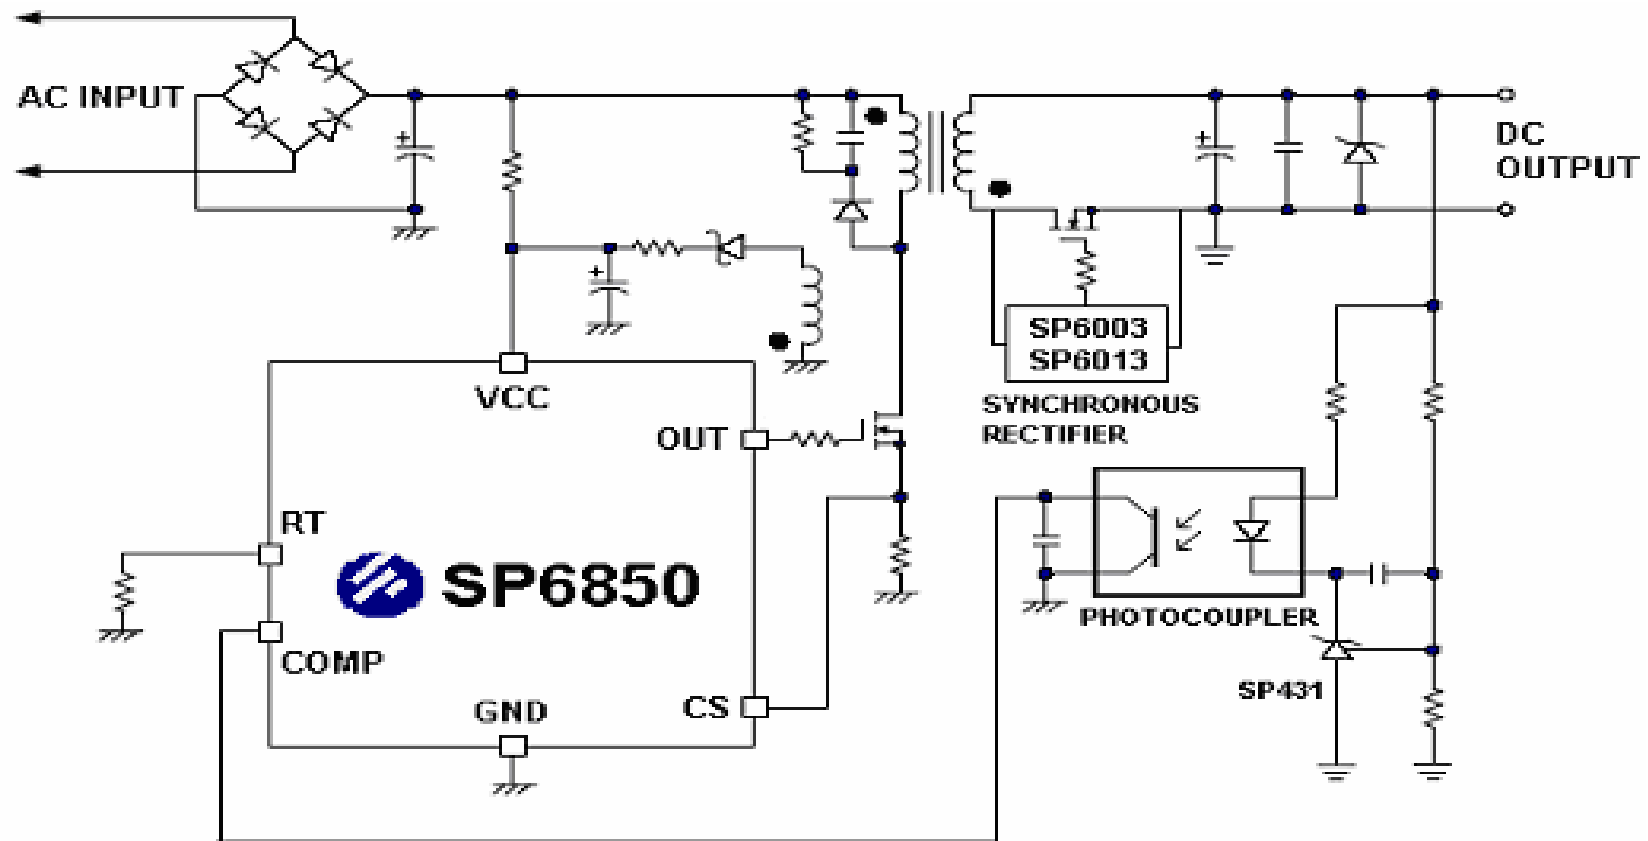 AC INPUT
DC
OUTPUT
SP6003
SP6013
SYNCHRONOUS
RECTIFIER
VCC
OUT
RT
SP6850
COMP
CS
GND
PHOTOCOUPLER
SP431
+
+
+